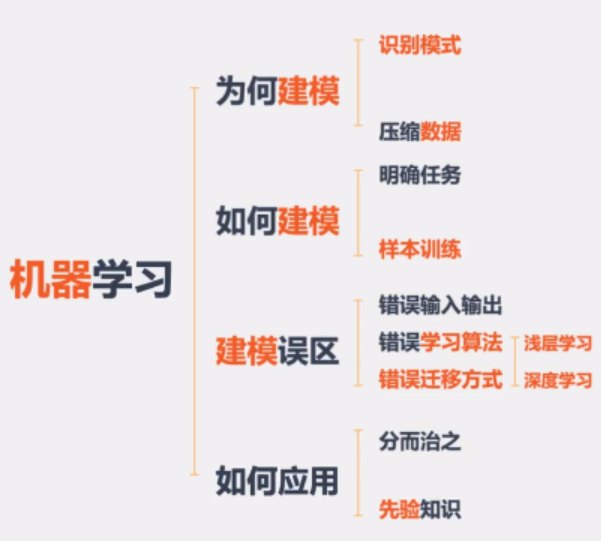 机器学习
为何建模
识别模式
压缩数据
如何建模
明确任务
样本训练
建模误区
错误输入输出
错误学习算法
浅层学习
深度学习
错误迁移方式
如何应用
分而治之
先验知识